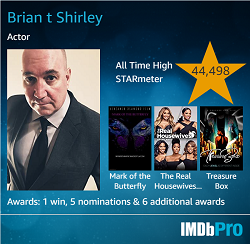 Brian t Shirley
Actor
All Time High
STARmeter
44,498
Mark of the
Butterfly
The Real
Housewives...
Treasure
Box
Awards: 1 win, 5 nominations & 6 additional awards
IMDbPro